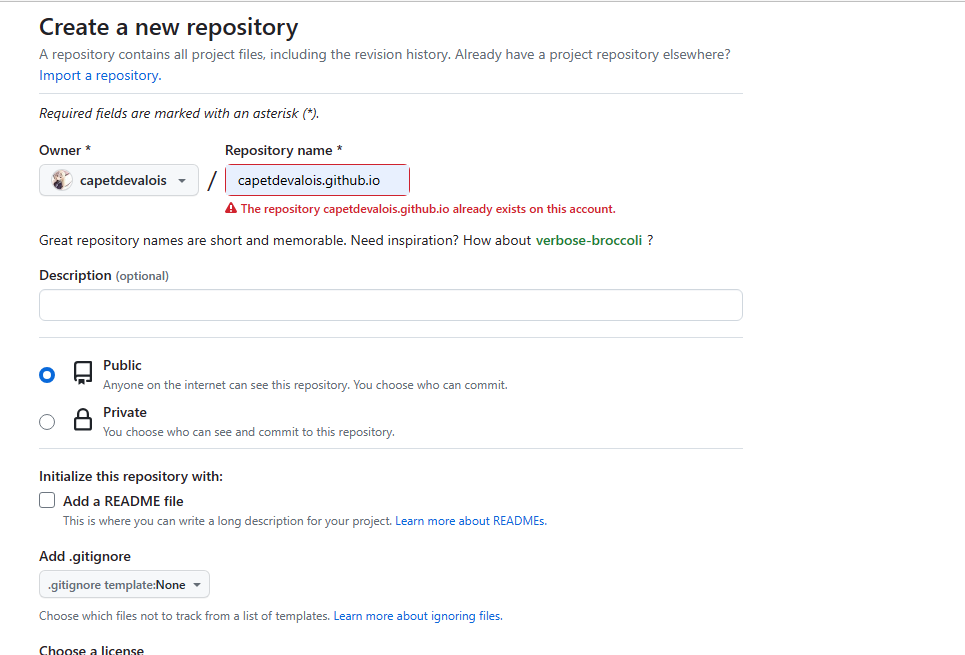 Create a new repository
A repository contains all project files, including the revision history. Already have a project repository elsewhere?
Import a repository.
Required fields are marked with an asterisk (*).
Owner *
Repository name *
capetdevalois
/
capetdevalois.github.io
The repository capetdevalois.github.io already exists on this account.
Great repository names are short and memorable. Need inspiration? How about verbose-broccoli ?
Description (optional)
Public
Anyone on the internet can see this repository. You choose who can commit.
Private
You choose who can see and commit to this repository.
Initialize this repository with:
Add a README file
This is where you can write a long description for your project. Learn more about READMEs.
Add .gitignore
.gitignore template:None
Choose which files not to track from a list of templates. Learn more about ignoring files.
Choose a license